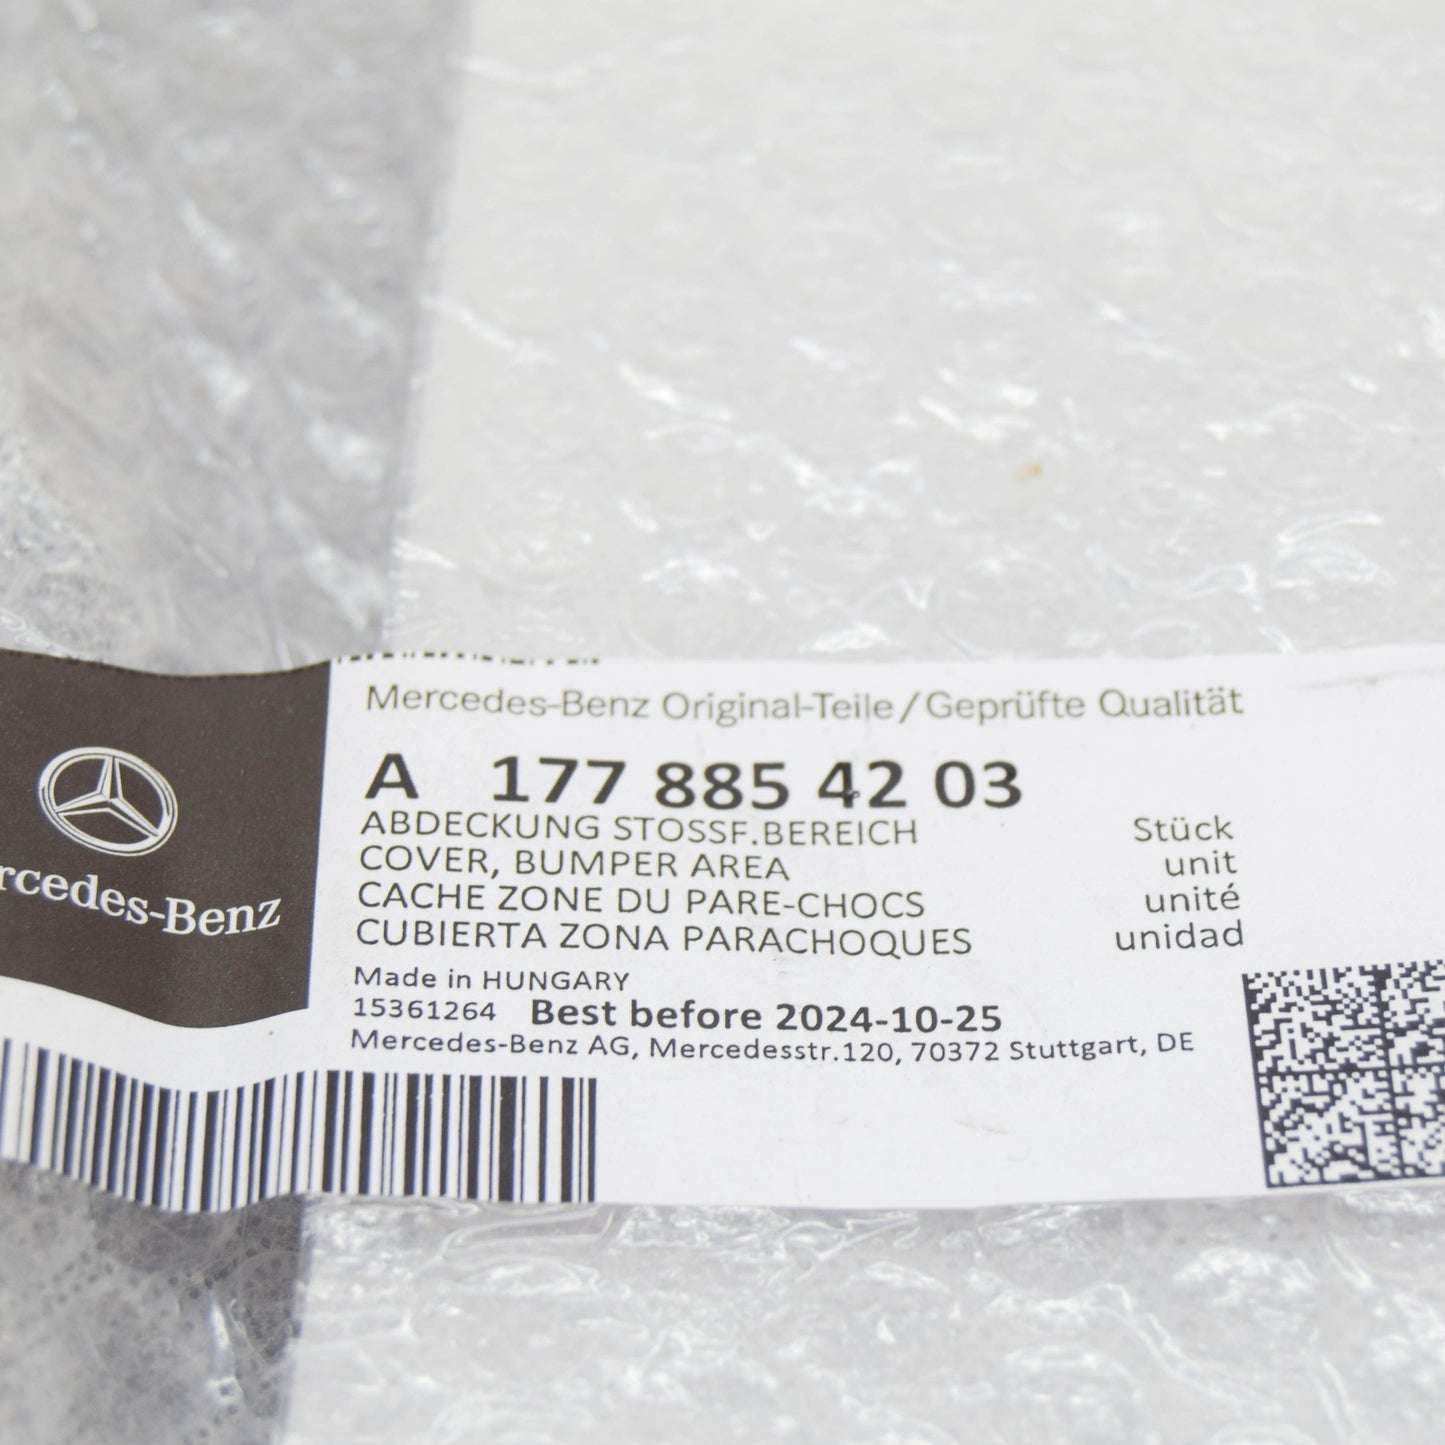 Mercedes-Benz Original-Teile/Geprüfte Qualität
A 177 885 42 03
ABDECKUNG STOSSF.BEREICH Stück
COVER, BUMPER AREA unit
CACHE ZONE DU PARE-CHOCS unité
CUBIERTA ZONA PARACHOQUES unidad
rcedes-Benz
Made in HUNGARY
15361264 Best before 2024-10-25
Mercedes-Benz AG, Mercedesstr.120, 70372 Stuttgart, DE